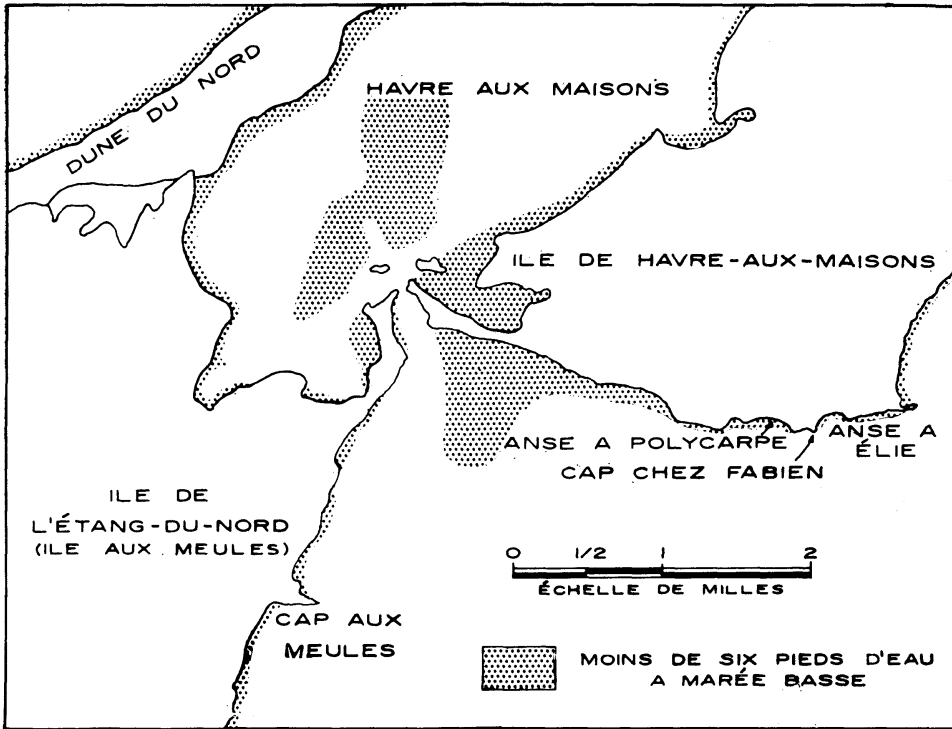 HAVRE AUX MAISONS
DUNE DU NORD
ILE DE HAVRE-AUX-MAISONS
ANSE A POLYCARPE
CAP CHEZ FABIEN
ANSE A
ÉLIE
ILE DE
L'ÉTANG-DU-NORD
(ILE AUX MEULES)
0 1/2 1 2
ÉCHELLE DE MILLES
CAP AUX
MEULES
MOINS DE SIX PIEDS D'EAU
A MARÉE BASSE